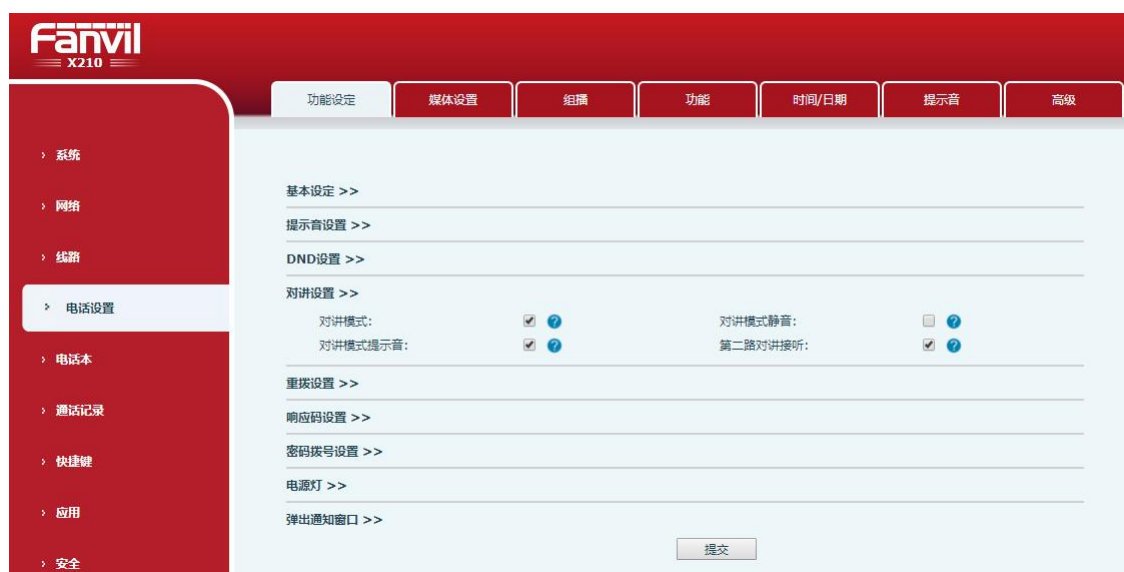 Fanvil
X210
功能设定 媒体设置 组播 功能 时间/日期 提示音 高级
› 系统
› 网络
› 线路
› 电话设置
› 电话本
› 通话记录
› 快捷键
› 应用
› 安全
基本设定 >>
提示音设置 >>
DND设置 >>
对讲设置 >>
对讲模式: ? 对讲模式静音: ?
对讲模式提示音: ? 第二路对讲接听: ?
重拨设置 >>
响应码设置 >>
密码拨号设置 >>
电源灯 >>
弹出通知窗口 >>
提交